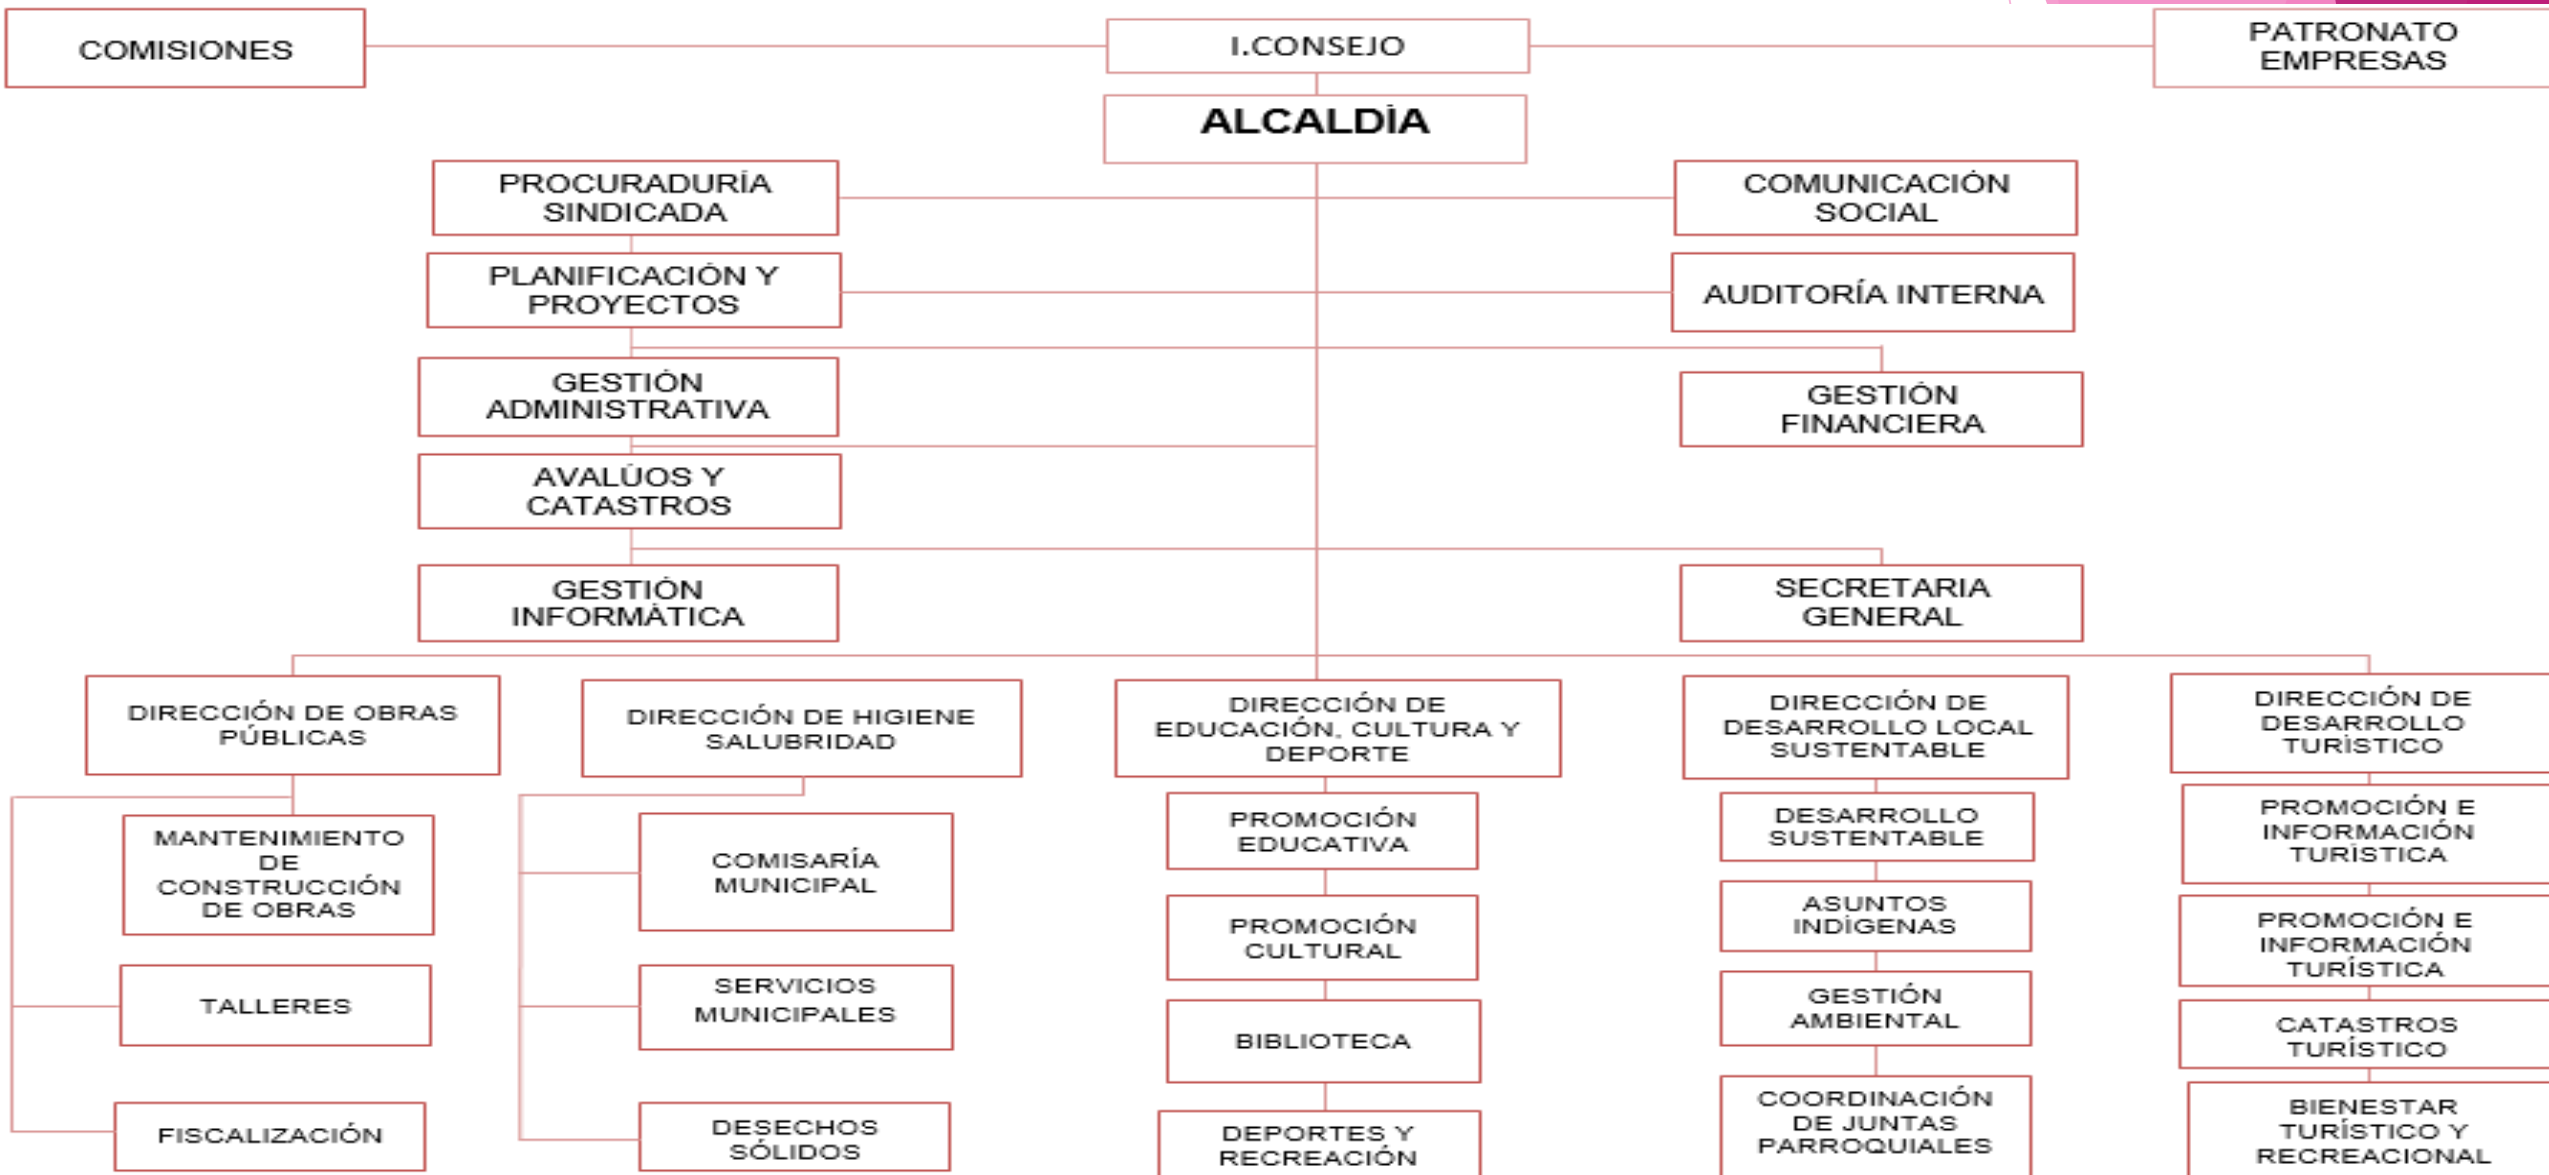 COMISIONES
I.CONSEJO
PATRONATO
EMPRESAS
ALCALDÍA
PROCURADURÍA
SINDICADA
COMUNICACIÓN
SOCIAL
PLANIFICACIÓN Y
PROYECTOS
AUDITORÍA INTERNA
GESTIÓN
ADMINISTRATIVA
GESTIÓN
FINANCIERA
AVALÚOS Y
CATASTROS
GESTIÓN
INFORMÁTICA
SECRETARIA
GENERAL
DIRECCIÓN DE OBRAS
PÚBLICAS
MANTENIMIENTO
DE
CONSTRUCCIÓN
DE OBRAS
TALLERES
FISCALIZACIÓN
DIRECCIÓN DE HIGIENE
SALUBRIDAD
COMISARÍA
MUNICIPAL
SERVICIOS
MUNICIPALES
DESECHOS
SÓLIDOS
DIRECCIÓN DE
EDUCACIÓN, CULTURA Y
DEPORTE
PROMOCIÓN
EDUCATIVA
PROMOCIÓN
CULTURAL
BIBLIOTECA
DEPORTES Y
RECREACIÓN
DIRECCIÓN DE
DESARROLLO LOCAL
SUSTENTABLE
DESARROLLO
SUSTENTABLE
ASUNTOS
INDÍGENAS
GESTIÓN
AMBIENTAL
COORDINACIÓN
DE JUNTAS
PARROQUIALES
DIRECCIÓN DE
DESARROLLO
TURÍSTICO
PROMOCIÓN E
INFORMACIÓN
TURÍSTICA
PROMOCIÓN E
INFORMACIÓN
TURÍSTICA
CATASTROS
TURÍSTICO
BIENESTAR
TURÍSTICO Y
RECREACIONAL